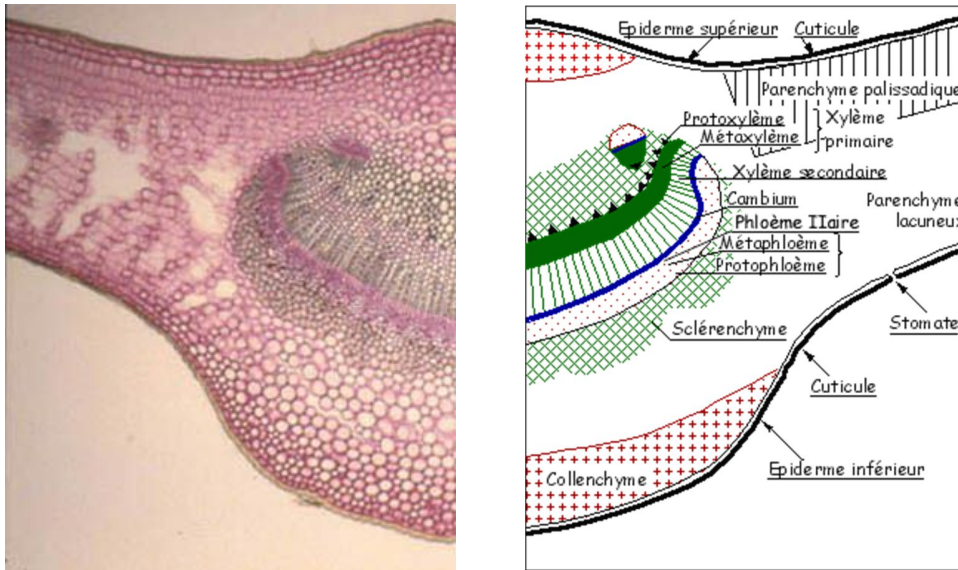 Epiderme supérieur
Cuticule
Parenchyme palissadique
Protoxylème
Métaxylème
Xylème
primaire
Xylème secondaire
Cambium
Parenchyme
lacuneux
Phloème IIaire
Métaphloème
Protophloème
Stomate
Sclérenchyme
Cuticule
Epiderme inférieur
Collenchyme